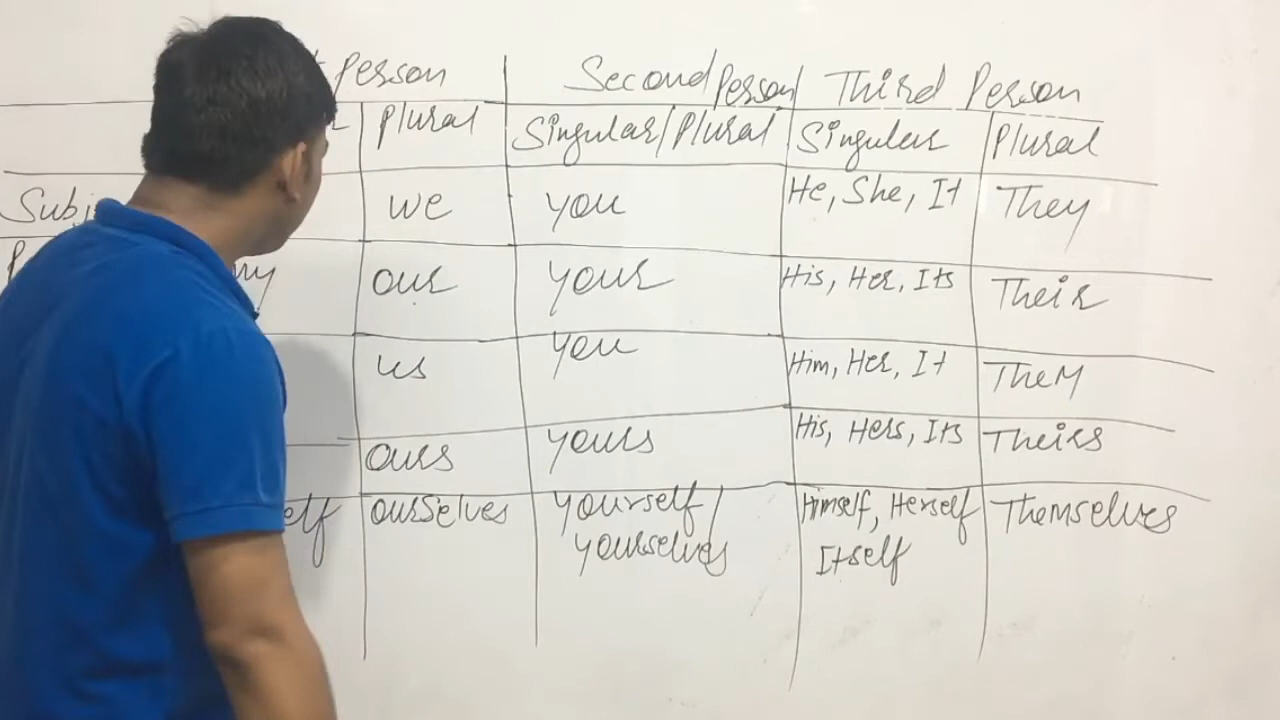 Person Second Person Third Person
Plural Singular/Plural Singular Plural
we you He, She, It They
my our your His, Her, Its Their
us you Him, Her, It Them
ours yours His, Hers, Its Theirs
ourselves yourself/ Himself, Herself Themselves
yourselves Itself